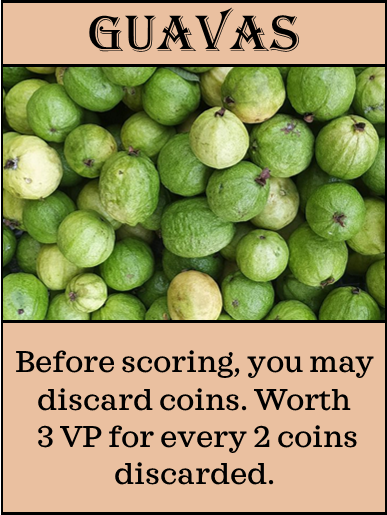 GUAVAS
Before scoring, you may
discard coins. Worth
3 VP for every 2 coins
discarded.